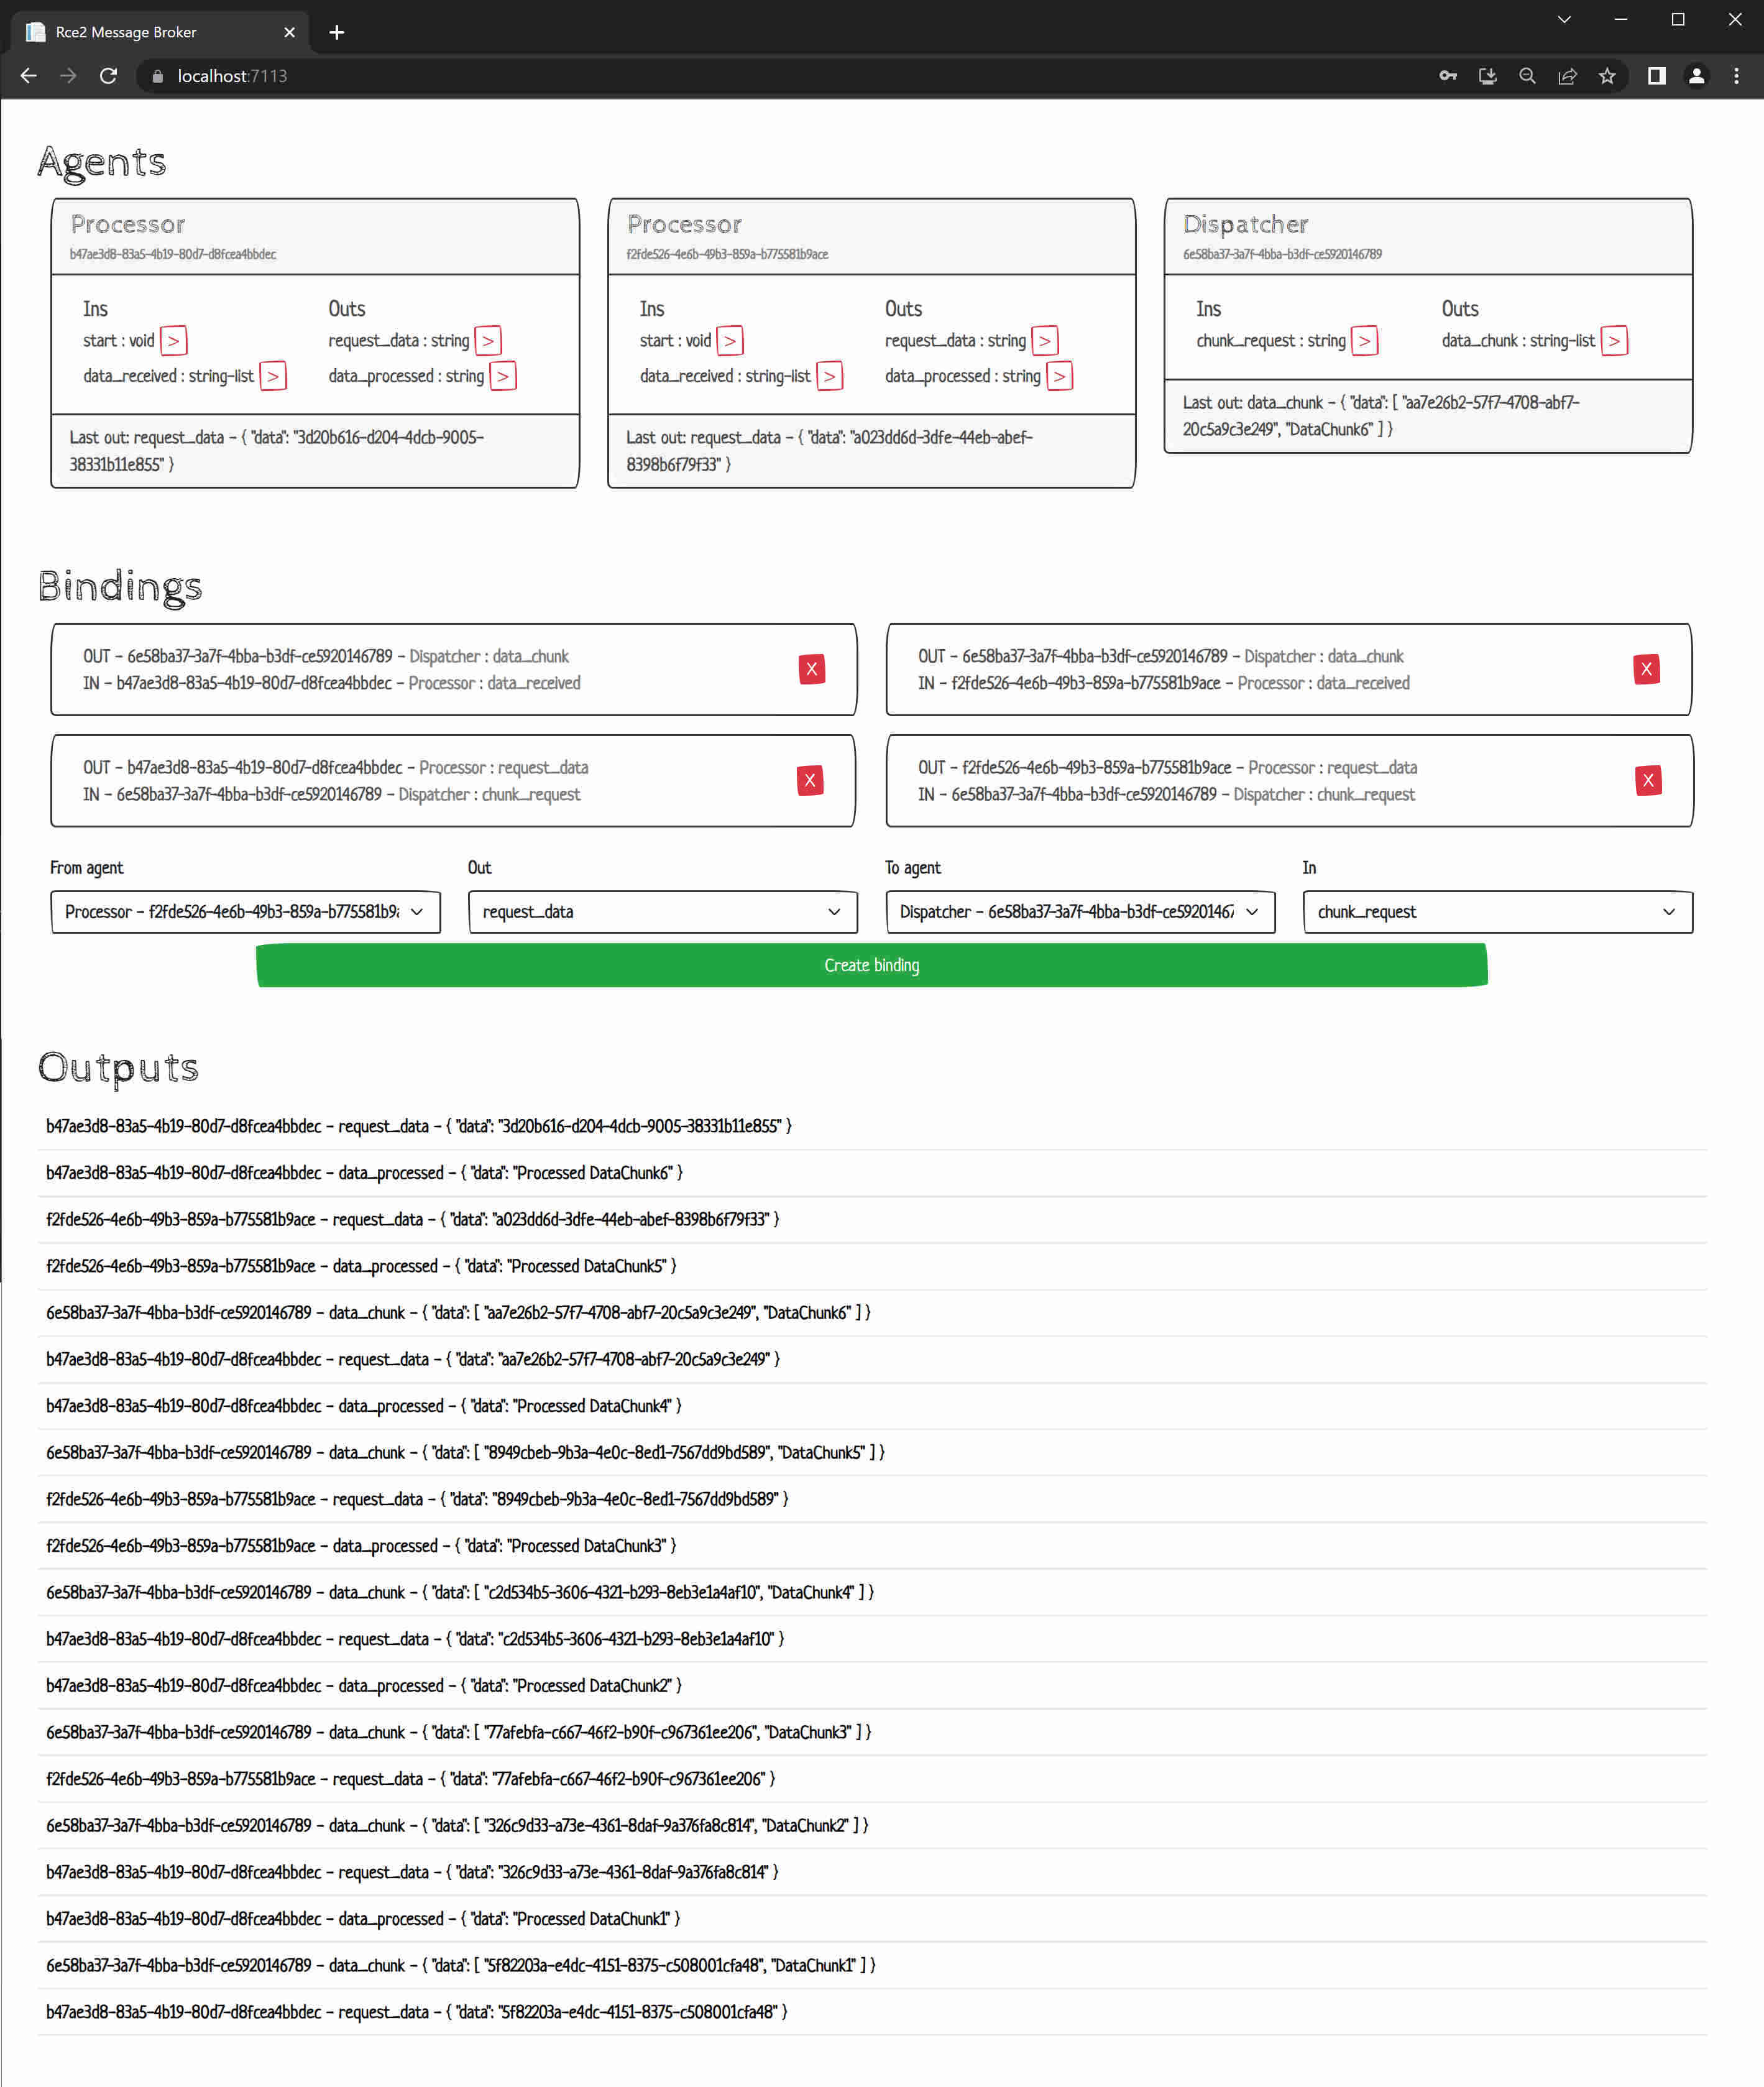 Rce2 Message Broker
localhost:7113
Agents
Processor
b47ae3d8-83a5-4b19-80d7-d8fcea4bbdec
Ins
start : void >
data_received : string-list >
Outs
request_data : string >
data_processed : string >
Last out: request_data - { "data": "3d20b616-d204-4dcb-9005-
38331b11e855" }
Processor
f2fde526-4e6b-49b3-859a-b775581b9ace
Ins
start : void >
data_received : string-list >
Outs
request_data : string >
data_processed : string >
Last out: request_data - { "data": "a023dd6d-3dfe-44eb-abef-
8398b6f79f33" }
Dispatcher
6e58ba37-3a7f-4bba-b3df-ce5920146789
Ins
chunk_request : string >
Outs
data_chunk : string-list >
Last out: data_chunk - { "data": [ "aa7e26b2-57f7-4708-abf7-
20c5a9c3e249", "DataChunk6" ] }
Bindings
OUT - 6e58ba37-3a7f-4bba-b3df-ce5920146789 - Dispatcher : data_chunk
IN - b47ae3d8-83a5-4b19-80d7-d8fcea4bbdec - Processor : data_received
X
OUT - 6e58ba37-3a7f-4bba-b3df-ce5920146789 - Dispatcher : data_chunk
IN - f2fde526-4e6b-49b3-859a-b775581b9ace - Processor : data_received
X
OUT - b47ae3d8-83a5-4b19-80d7-d8fcea4bbdec - Processor : request_data
IN - 6e58ba37-3a7f-4bba-b3df-ce5920146789 - Dispatcher : chunk_request
X
OUT - f2fde526-4e6b-49b3-859a-b775581b9ace - Processor : request_data
IN - 6e58ba37-3a7f-4bba-b3df-ce5920146789 - Dispatcher : chunk_request
X
From agent
Processor - f2fde526-4e6b-49b3-859a-b775581b9a
Out
request_data
To agent
Dispatcher - 6e58ba37-3a7f-4bba-b3df-ce59201467
In
chunk_request
Create binding
Outputs
b47ae3d8-83a5-4b19-80d7-d8fcea4bbdec - request_data - { "data": "3d20b616-d204-4dcb-9005-38331b11e855" }
b47ae3d8-83a5-4b19-80d7-d8fcea4bbdec - data_processed - { "data": "Processed DataChunk6" }
f2fde526-4e6b-49b3-859a-b775581b9ace - request_data - { "data": "a023dd6d-3dfe-44eb-abef-8398b6f79f33" }
f2fde526-4e6b-49b3-859a-b775581b9ace - data_processed - { "data": "Processed DataChunk5" }
6e58ba37-3a7f-4bba-b3df-ce5920146789 - data_chunk - { "data": [ "aa7e26b2-57f7-4708-abf7-20c5a9c3e249", "DataChunk6" ] }
b47ae3d8-83a5-4b19-80d7-d8fcea4bbdec - request_data - { "data": "aa7e26b2-57f7-4708-abf7-20c5a9c3e249" }
b47ae3d8-83a5-4b19-80d7-d8fcea4bbdec - data_processed - { "data": "Processed DataChunk4" }
6e58ba37-3a7f-4bba-b3df-ce5920146789 - data_chunk - { "data": [ "8949cbeb-9b3a-4e0c-8ed1-7567dd9bd589", "DataChunk5" ] }
f2fde526-4e6b-49b3-859a-b775581b9ace - request_data - { "data": "8949cbeb-9b3a-4e0c-8ed1-7567dd9bd589" }
f2fde526-4e6b-49b3-859a-b775581b9ace - data_processed - { "data": "Processed DataChunk3" }
6e58ba37-3a7f-4bba-b3df-ce5920146789 - data_chunk - { "data": [ "c2d534b5-3606-4321-b293-8eb3e1a4af10", "DataChunk4" ] }
b47ae3d8-83a5-4b19-80d7-d8fcea4bbdec - request_data - { "data": "c2d534b5-3606-4321-b293-8eb3e1a4af10" }
b47ae3d8-83a5-4b19-80d7-d8fcea4bbdec - data_processed - { "data": "Processed DataChunk2" }
6e58ba37-3a7f-4bba-b3df-ce5920146789 - data_chunk - { "data": [ "77afebfa-c667-46f2-b90f-c967361ee206", "DataChunk3" ] }
f2fde526-4e6b-49b3-859a-b775581b9ace - request_data - { "data": "77afebfa-c667-46f2-b90f-c967361ee206" }
6e58ba37-3a7f-4bba-b3df-ce5920146789 - data_chunk - { "data": [ "326c9d33-a73e-4361-8daf-9a376fa8c814", "DataChunk2" ] }
b47ae3d8-83a5-4b19-80d7-d8fcea4bbdec - request_data - { "data": "326c9d33-a73e-4361-8daf-9a376fa8c814" }
b47ae3d8-83a5-4b19-80d7-d8fcea4bbdec - data_processed - { "data": "Processed DataChunk1" }
6e58ba37-3a7f-4bba-b3df-ce5920146789 - data_chunk - { "data": [ "5f82203a-e4dc-4151-8375-c508001cfa48", "DataChunk1" ] }
b47ae3d8-83a5-4b19-80d7-d8fcea4bbdec - request_data - { "data": "5f82203a-e4dc-4151-8375-c508001cfa48" }